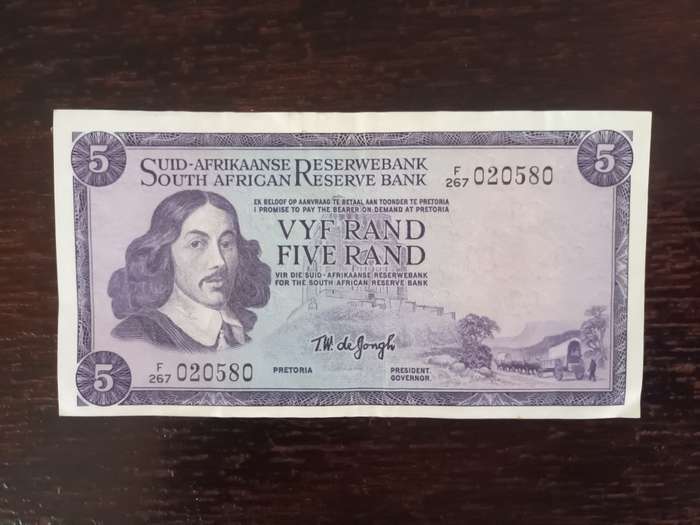 5
SUID-AFRIKAANSE RESERWEBANK
SOUTH AFRICAN RESERVE BANK
F/267 020580
5
EK BELOOF OP AANVRAAG TE BETAAL AAN TOONDER TE PRETORIA
I PROMISE TO PAY THE BEARER ON DEMAND AT PRETORIA
VYF RAND
FIVE RAND
VIR DIE SUID-AFRIKAANSE RESERWEBANK
FOR THE SOUTH AFRICAN RESERVE BANK
T.W. de Jongh
5
F/267 020580
PRETORIA
PRESIDENT.
GOVERNOR.